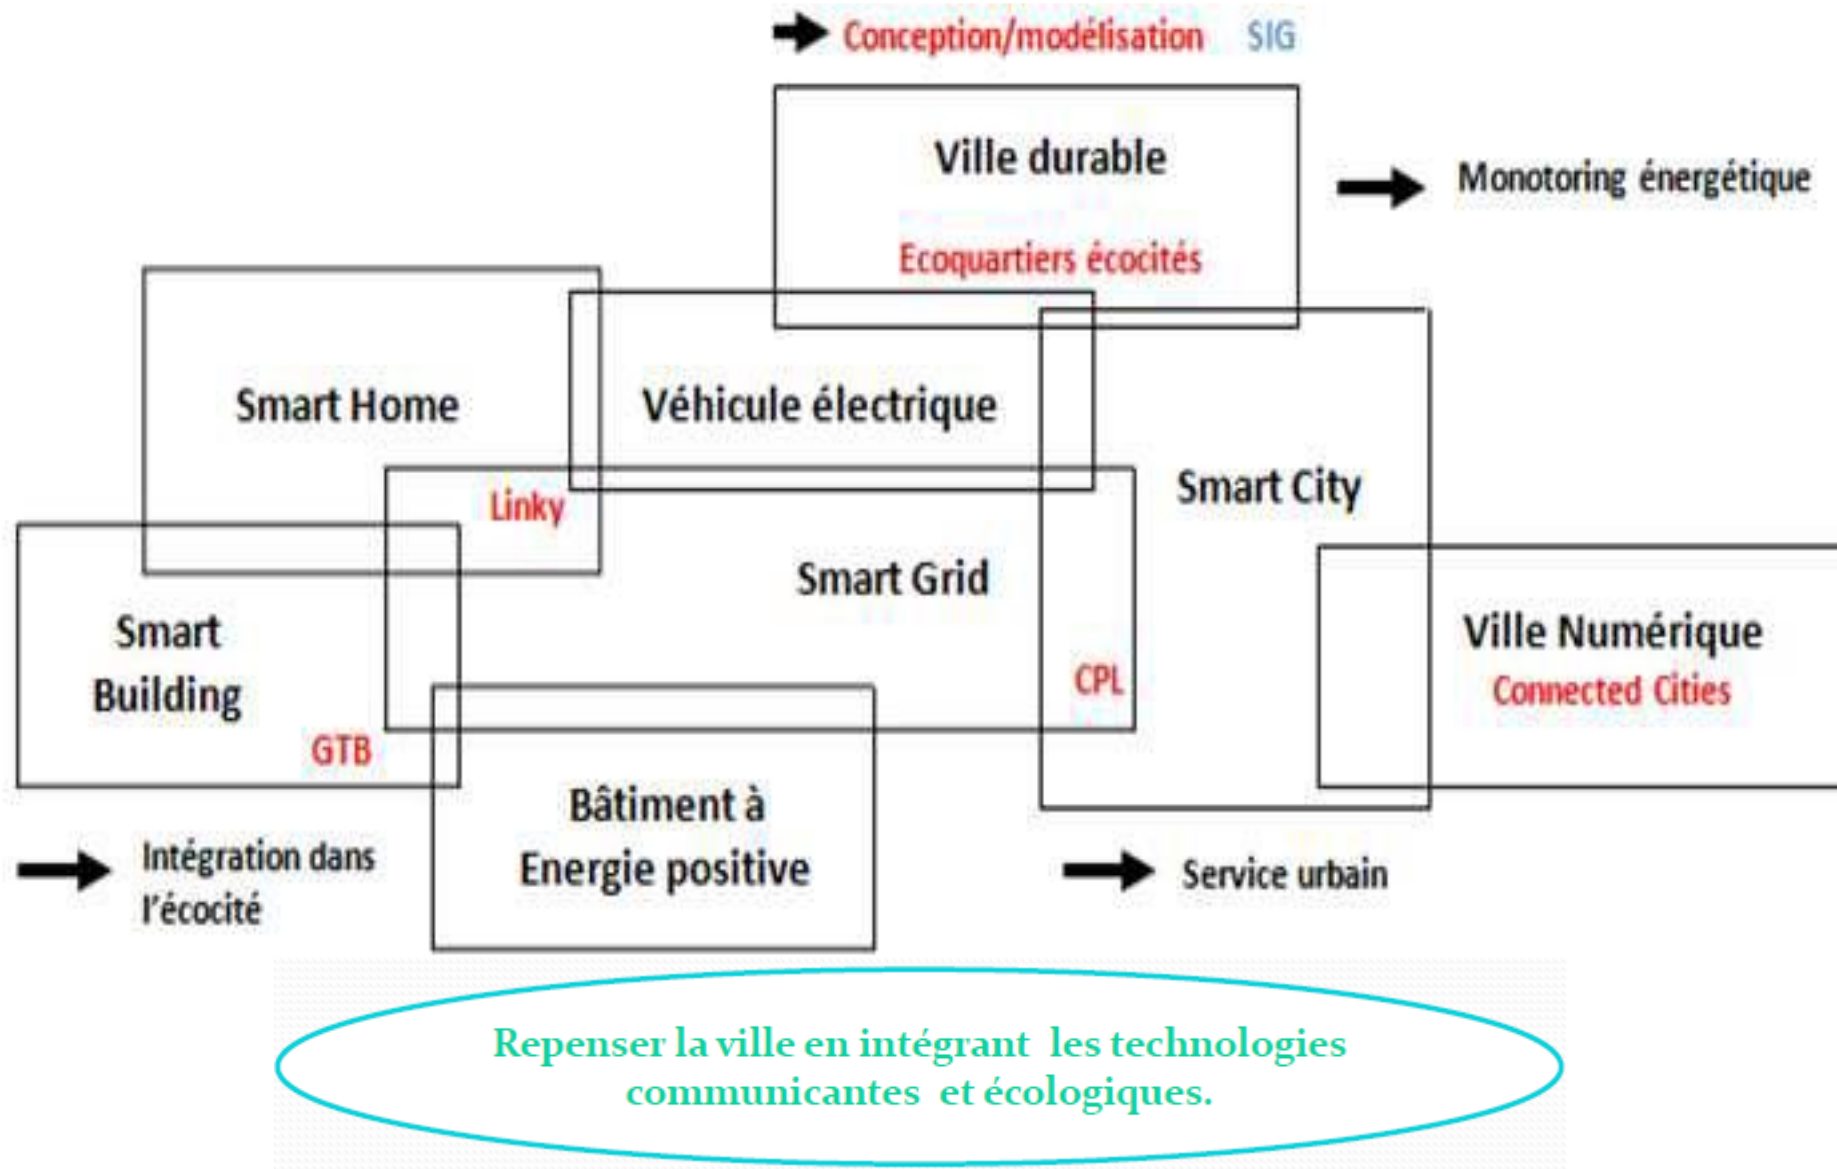 Conception/modélisation SIG
Ville durable
Monotoring énergétique
Ecoquartiers écocités
Smart Home
Véhicule électrique
Smart City
Linky
Smart Grid
Smart
Building
GTB
CPL
Ville Numérique
Connected Cities
Bâtiment à
Energie positive
Intégration dans
l'écocité
Service urbain
Repenser la ville en intégrant les technologies
communicantes et écologiques.